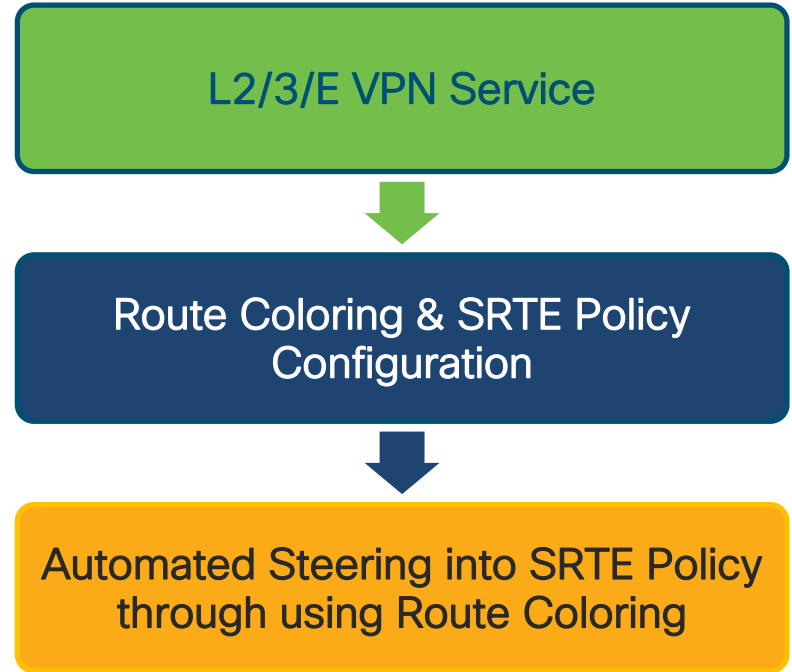 L2/3/E VPN Service
Route Coloring & SRTE Policy
Configuration
Automated Steering into SRTE Policy
through using Route Coloring